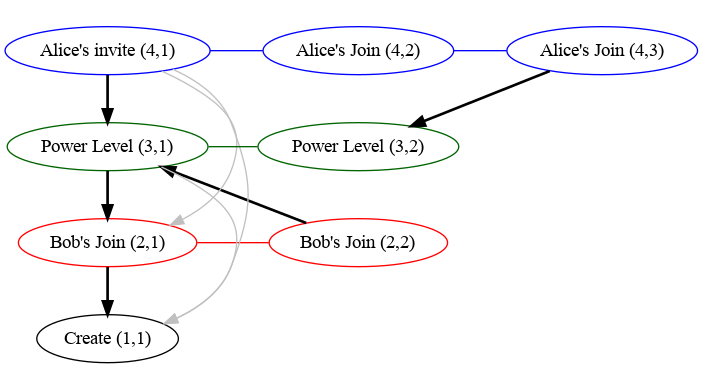 Alice's invite (4,1)
Alice's Join (4,2)
Alice's Join (4,3)
Power Level (3,1)
Power Level (3,2)
Bob's Join (2,1)
Bob's Join (2,2)
Create (1,1)